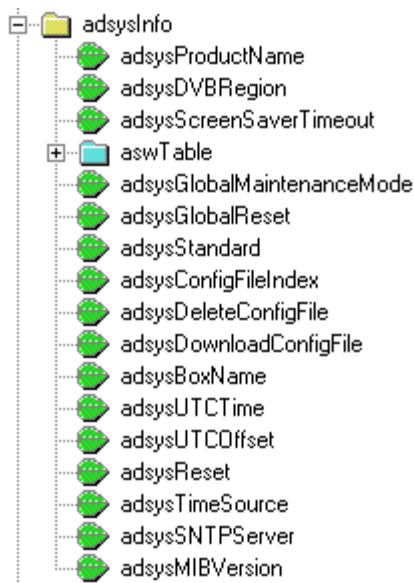 adsysInfo
adsysProductName
adsysDVBRegion
adsysScreenSaverTimeout
aswTable
adsysGlobalMaintenanceMode
adsysGlobalReset
adsysStandard
adsysConfigFileIndex
adsysDeleteConfigFile
adsysDownloadConfigFile
adsysBoxName
adsysUTCTime
adsysUTCOffset
adsysReset
adsysTimeSource
adsysSNTPServer
adsysMIBVersion